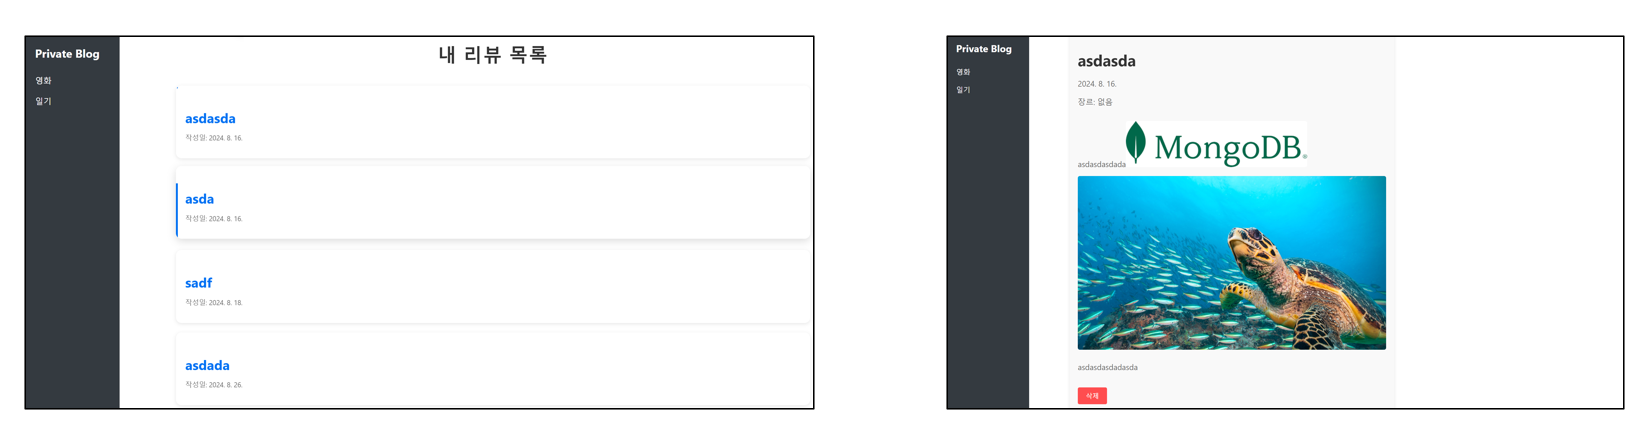 Private Blog
영화
일기
내 리뷰 목록
asdasda
작성일: 2024. 8. 16.
asda
작성일: 2024. 8. 16.
sadf
작성일: 2024. 8. 18.
asdada
작성일: 2024. 8. 26.
Private Blog
영화
일기
asdasda
2024. 8. 16.
장르: 없음
MongoDB®
asdasdasdada
asdasdasdadasda
삭제